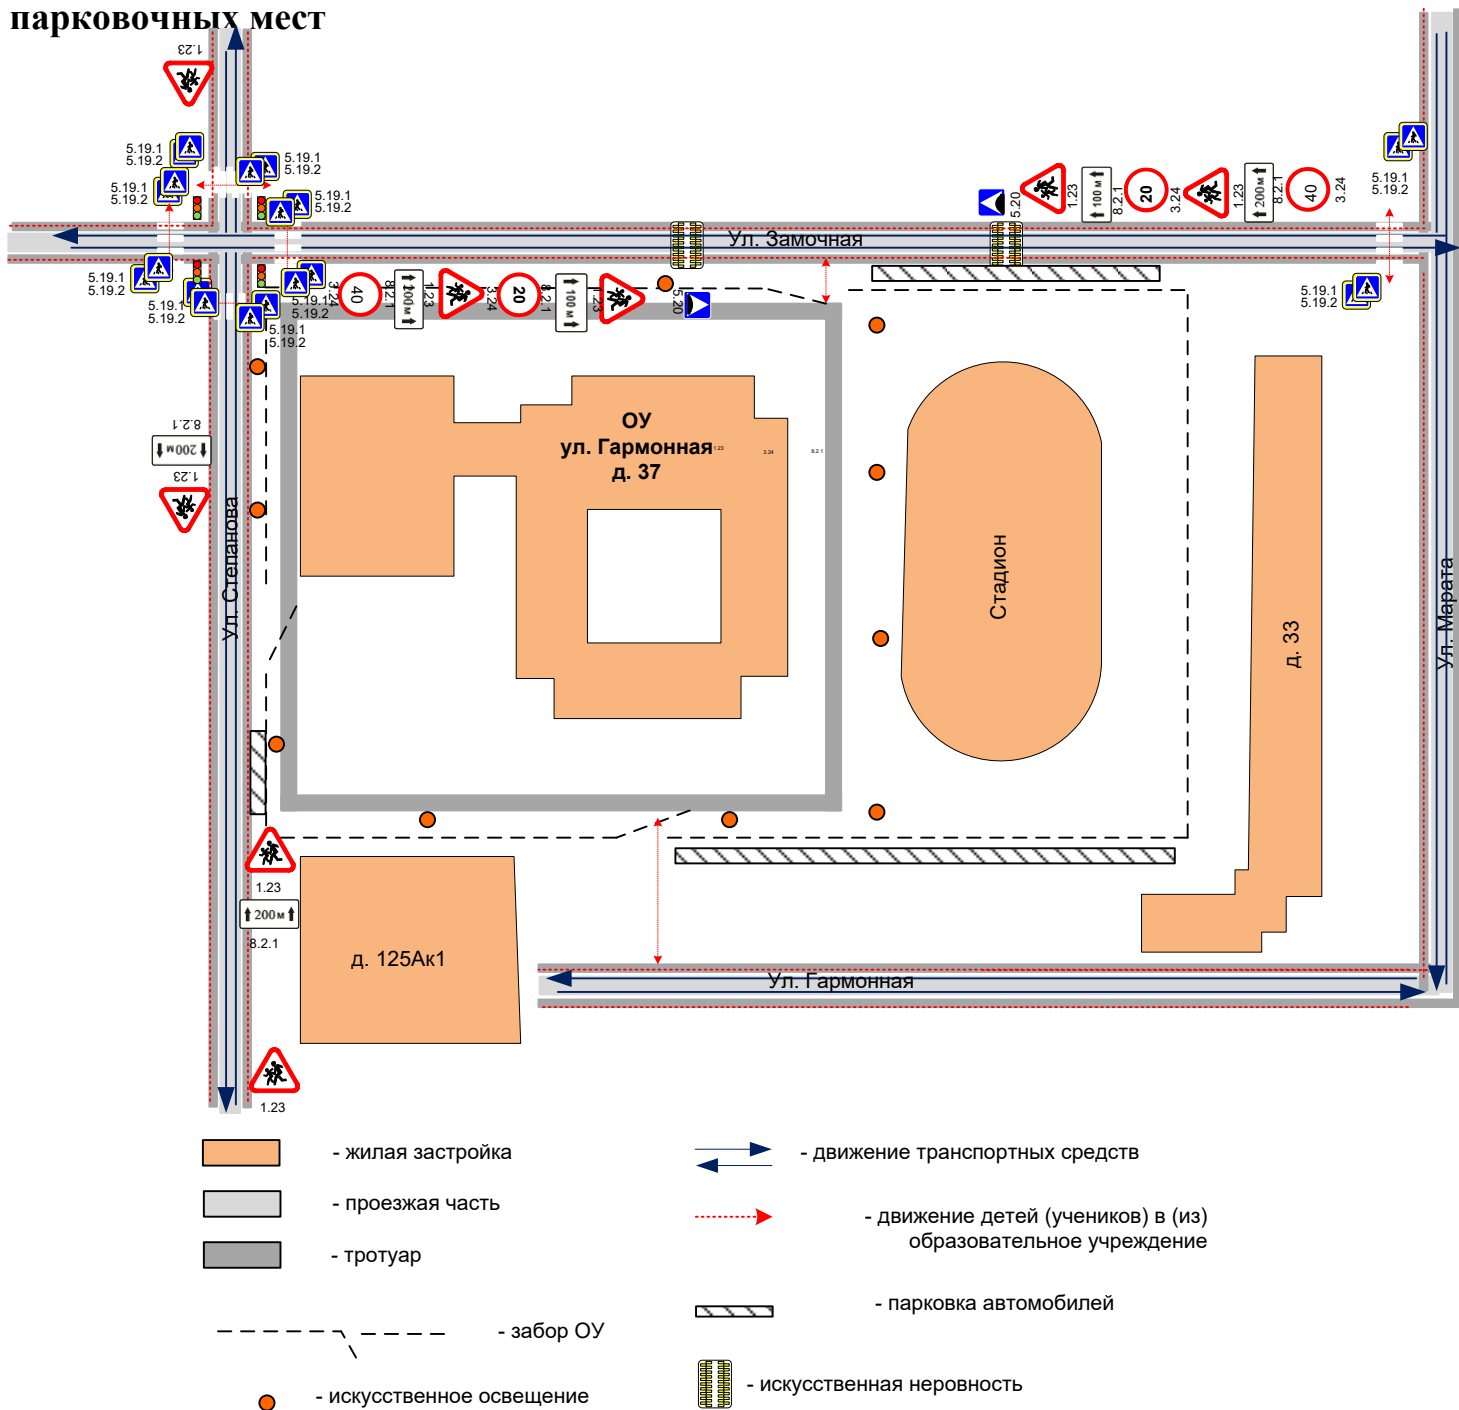 парковочных мест
1.23
5.19.1
5.19.2
5.19.1
5.19.2
5.19.1
5.19.2
5.19.1
5.19.2
5.20
1.23
100 м
8.2.1
20
3.24
1.23
200 м
8.2.1
40
3.24
5.19.1
5.19.2
Ул. Замочная
5.19.1
5.19.2
5.19.1
5.19.2
5.19.1
5.19.2
5.19.1
5.19.2
3.24
40
8.2.1
200 м
1.23
3.24
20
8.2.1
100 м
1.23
5.20
5.19.1
5.19.2
8.2.1
200 м
1.23
ОУ
ул. Гармонная
д. 37
1.23
3.24
8.2.1
Ул. Степанова
Стадион
д. 33
Ул. Марата
1.23
200 м
8.2.1
д. 125Ак1
Ул. Гармонная
1.23
- жилая застройка
- движение транспортных средств
- проезжая часть
- движение детей (учеников) в (из)
образовательное учреждение
- тротуар
- парковка автомобилей
- забор ОУ
- искусственная неровность
- искусственное освещение